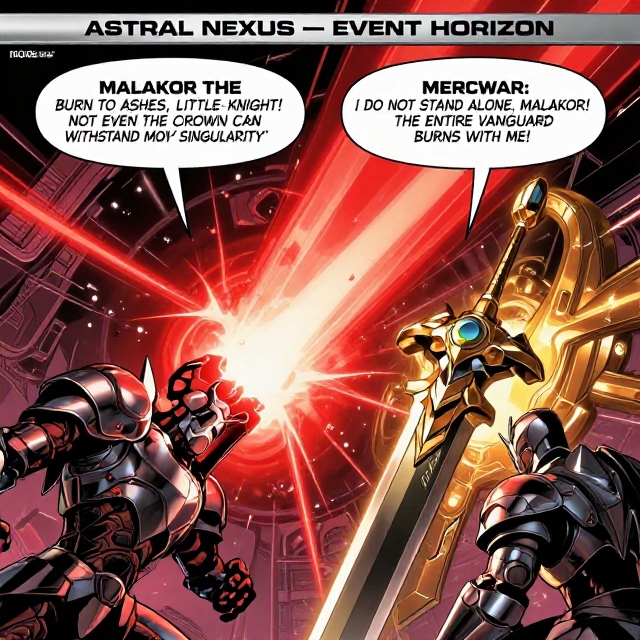 ASTRAL NEXUS — EVENT HORIZON
MALAKOR THE
BURN TO ASHES, LITTLE-KNIGHT!
NOT EVEN THE CROWN CAN
WITHSTAND MOY SINGULARITY'
MERCWAR:
I DO NOT STAND ALONE, MALAKOR!
THE ENTIRE VANGUARD
BURNS WITH ME!